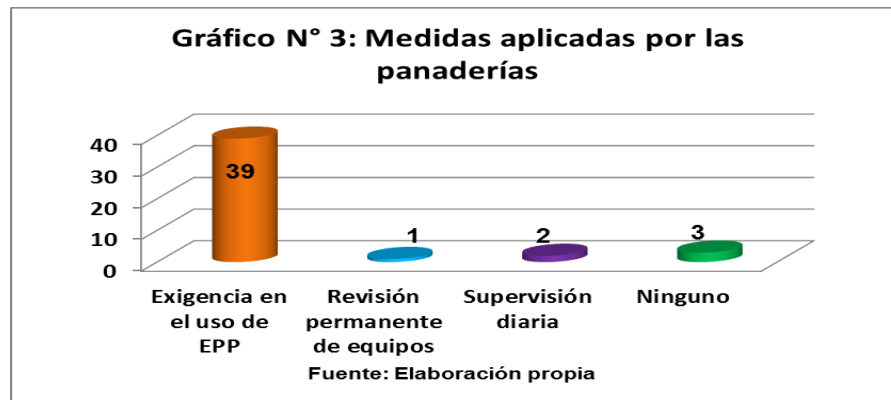 Gráfico N° 3: Medidas aplicadas por las
panaderías
40
30
20
10
0
39
1
2
3
Exigencia en
el uso de
EPP
Revisión
permanente
de equipos
Supervisión
diaria
Ninguno
Fuente: Elaboración propia